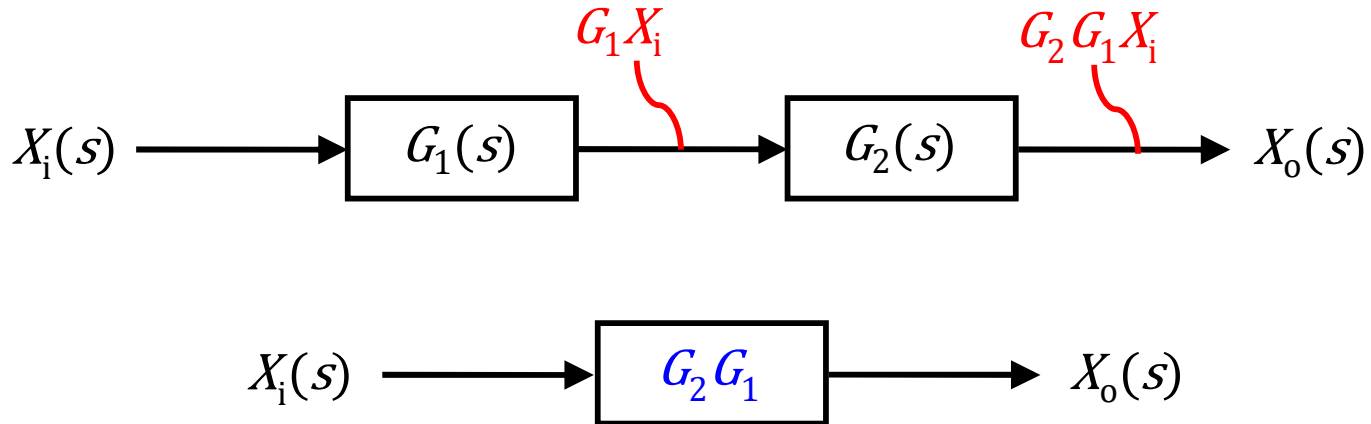 G₁Xᵢ G₂G₁Xᵢ
Xᵢ(s) G₁(s) G₂(s) Xₒ(s)
Xᵢ(s) G₂G₁ Xₒ(s)